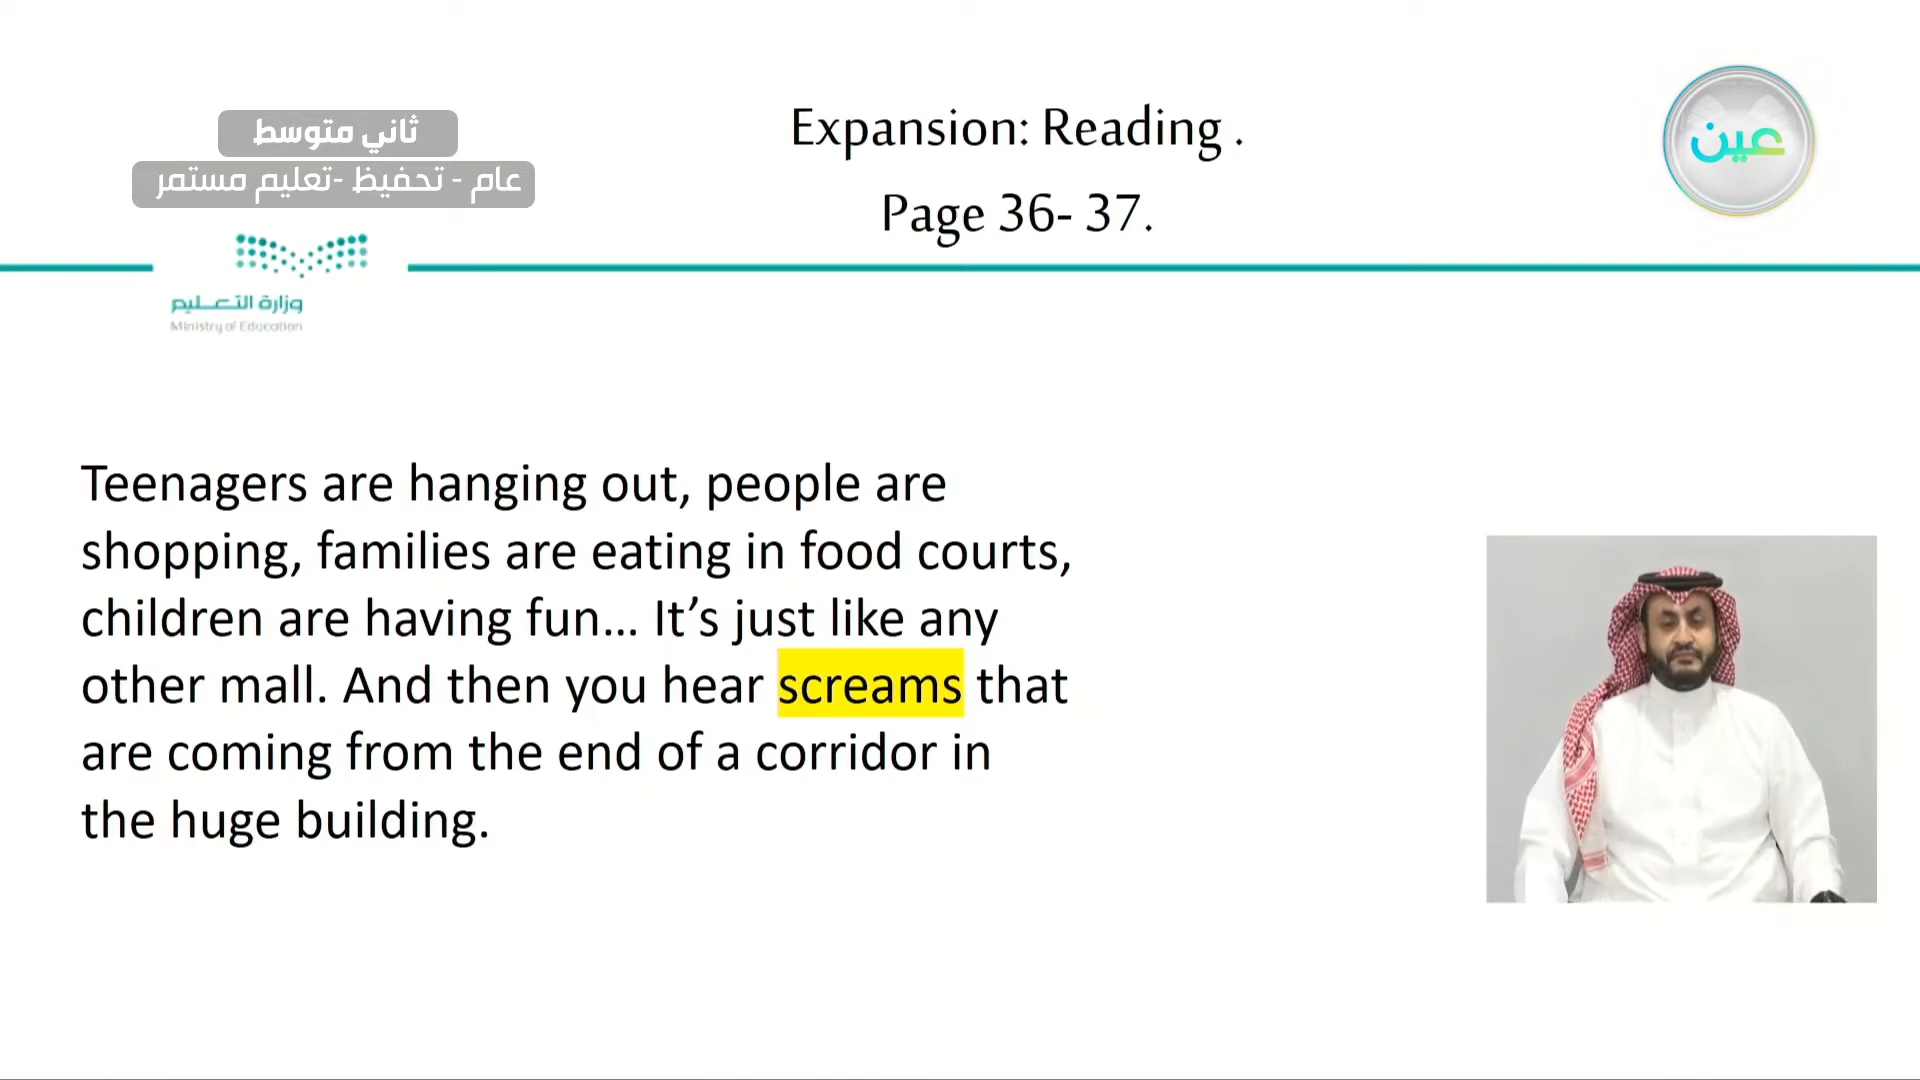 ثاني متوسط
عام - تحفيظ -تعليم مستمر
Expansion: Reading .
Page 36- 37.
عين
وزارة التعليم
Ministry of Education
Teenagers are hanging out, people are
shopping, families are eating in food courts,
children are having fun... It’s just like any
other mall. And then you hear screams that
are coming from the end of a corridor in
the huge building.